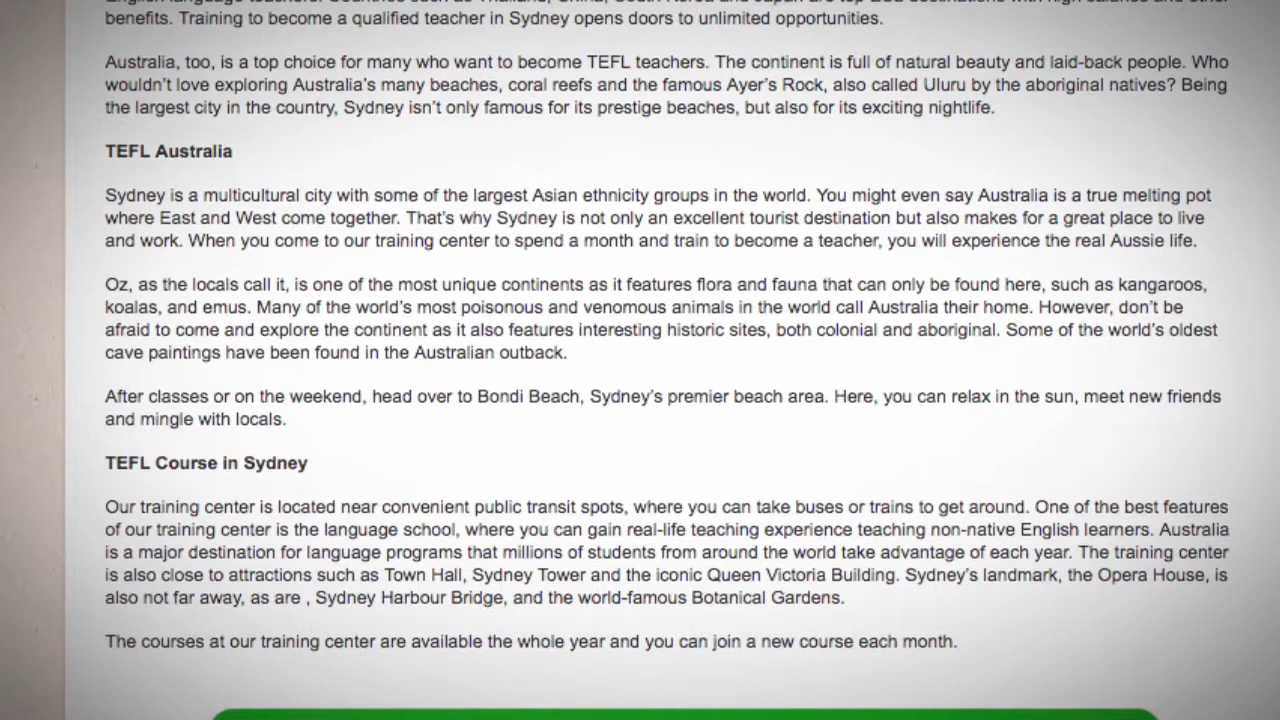 benefits. Training to become a qualified teacher in Sydney opens doors to unlimited opportunities.
Australia, too, is a top choice for many who want to become TEFL teachers. The continent is full of natural beauty and laid-back people. Who
wouldn't love exploring Australia's many beaches, coral reefs and the famous Ayer's Rock, also called Uluru by the aboriginal natives? Being
the largest city in the country, Sydney isn't only famous for its prestige beaches, but also for its exciting nightlife.
TEFL Australia
Sydney is a multicultural city with some of the largest Asian ethnicity groups in the world. You might even say Australia is a true melting pot
where East and West come together. That's why Sydney is not only an excellent tourist destination but also makes for a great place to live
and work. When you come to our training center to spend a month and train to become a teacher, you will experience the real Aussie life.
Oz, as the locals call it, is one of the most unique continents as it features flora and fauna that can only be found here, such as kangaroos,
koalas, and emus. Many of the world's most poisonous and venomous animals in the world call Australia their home. However, don't be
afraid to come and explore the continent as it also features interesting historic sites, both colonial and aboriginal. Some of the world's oldest
cave paintings have been found in the Australian outback.
After classes or on the weekend, head over to Bondi Beach, Sydney's premier beach area. Here, you can relax in the sun, meet new friends
and mingle with locals.
TEFL Course in Sydney
Our training center is located near convenient public transit spots, where you can take buses or trains to get around. One of the best features
of our training center is the language school, where you can gain real-life teaching experience teaching non-native English learners. Australia
is a major destination for language programs that millions of students from around the world take advantage of each year. The training center
is also close to attractions such as Town Hall, Sydney Tower and the iconic Queen Victoria Building. Sydney's landmark, the Opera House, is
also not far away, as are , Sydney Harbour Bridge, and the world-famous Botanical Gardens.
The courses at our training center are available the whole year and you can join a new course each month.